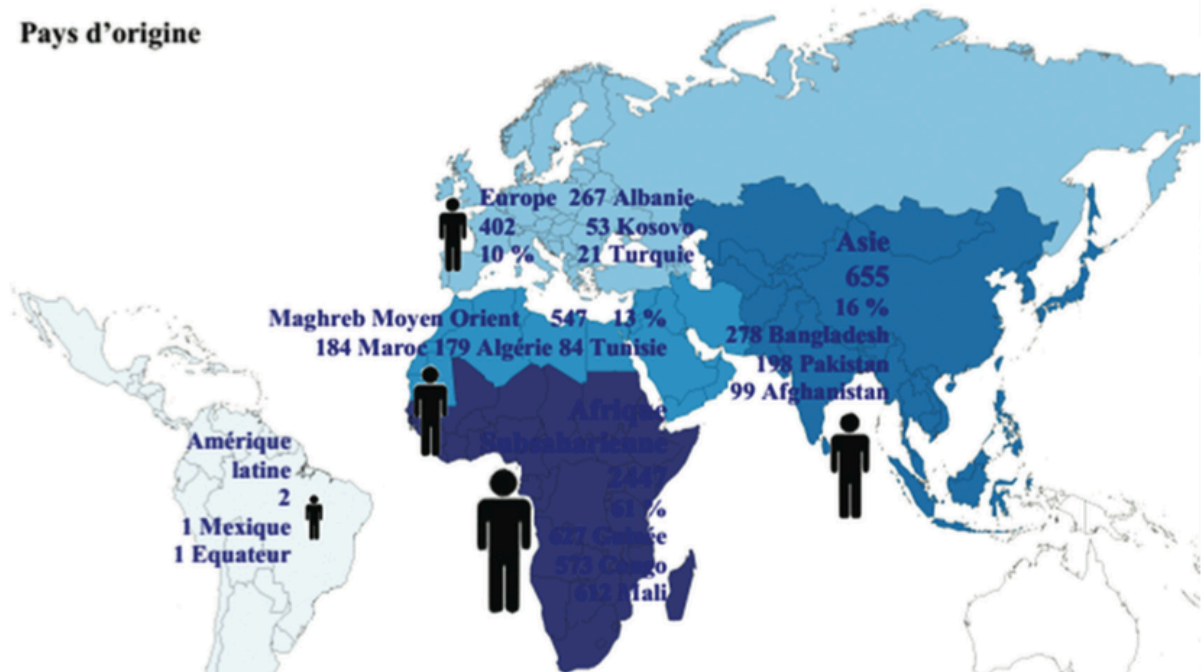 Pays d’origine
Europe 267 Albanie
402 53 Kosovo
10 % 21 Turquie
Asie
655
16 %
278 Bangladesh
198 Pakistan
99 Afghanistan
Maghreb Moyen Orient 547 13 %
184 Maroc 179 Algérie 84 Tunisie
Afrique
Subsaharienne
2447
61 %
627 Guinée
573 Congo
612 Mali
Amérique
latine
2
1 Mexique
1 Equateur